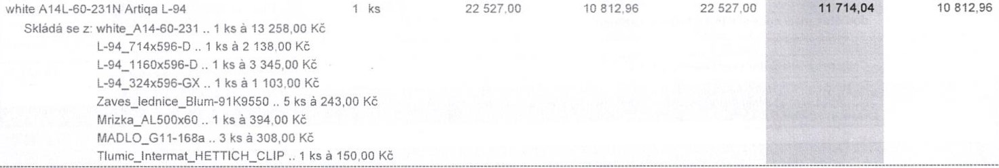 white A14L-60-231N Artiqa L-94 1 ks 22 527,00 10 812,96 22 527,00 11 714,04 10 812,96
Skládá se z: white_A14-60-231 .. 1 ks à 13 258,00 Kč
L-94_714x596-D .. 1 ks à 2 138,00 Kč
L-94_1160x596-D .. 1 ks à 3 345,00 Kč
L-94_324x596-GX .. 1 ks à 1 103,00 Kč
Zaves_lednice_Blum-91K9550 .. 5 ks à 243,00 Kč
Mrizka_AL500x60 .. 1 ks à 394,00 Kč
MADLO_G11-168a .. 3 ks à 308,00 Kč
Tlumic_Intermat_HETTICH_CLIP .. 1 ks à 150,00 Kč